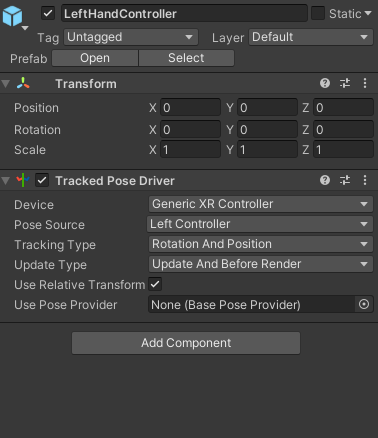 LeftHandController Static
Tag Untagged Layer Default
Prefab Open Select
Transform
Position X 0 Y 0 Z 0
Rotation X 0 Y 0 Z 0
Scale X 1 Y 1 Z 1
Tracked Pose Driver
Device Generic XR Controller
Pose Source Left Controller
Tracking Type Rotation And Position
Update Type Update And Before Render
Use Relative Transform
Use Pose Provider None (Base Pose Provider)
Add Component